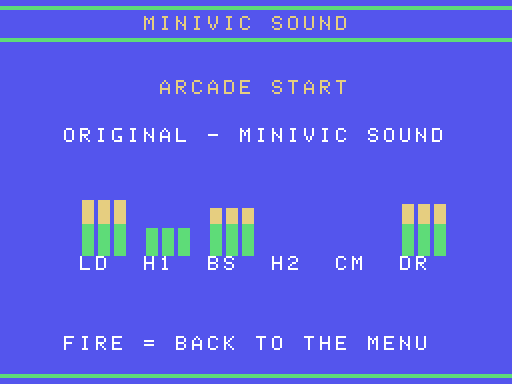 MINIVIC SOUND
ARCADE START
ORIGINAL - MINIVIC SOUND
LD H1 BS H2 CM DR
FIRE = BACK TO THE MENU